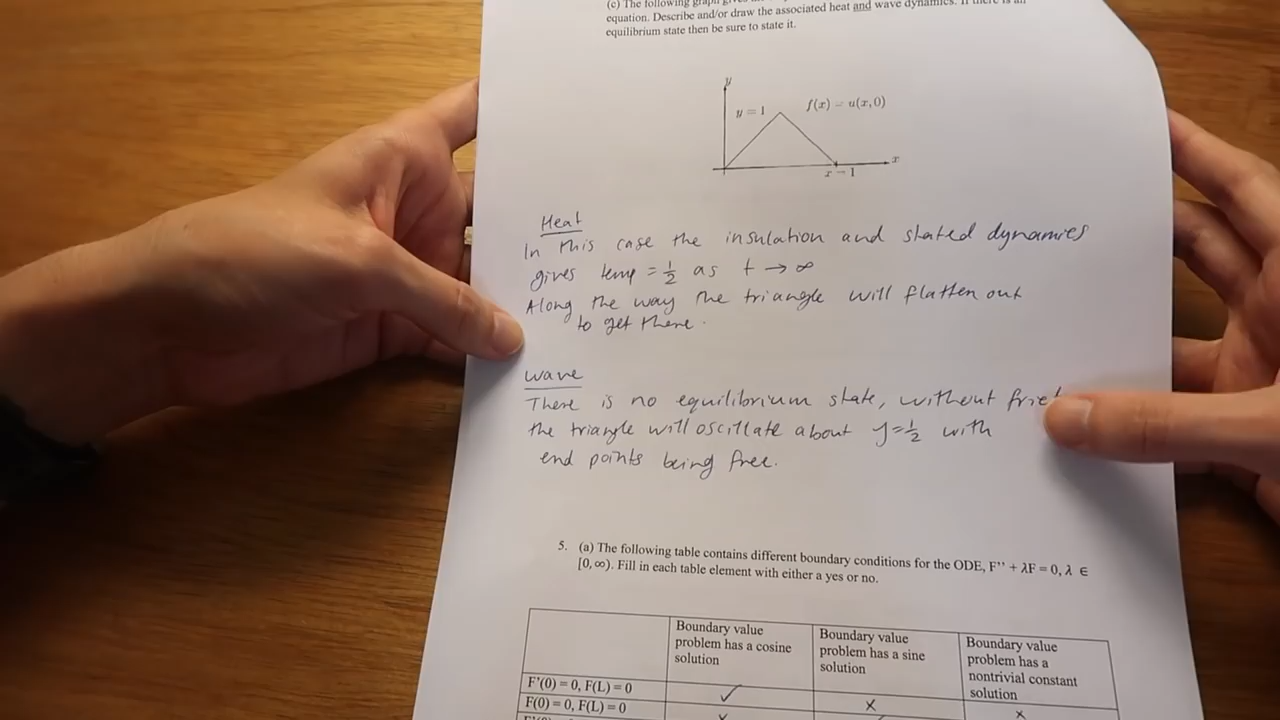 (c) The following graph
equation. Describe and/or draw the associated heat and wave dynamics. If there is an
equilibrium state then be sure to state it.
y
y = 1
f(x) = u(x, 0)
x
x = 1
Heat
In this case the insulation and stated dynamics
gives temp = 1/2 as t → ∞
Along the way the triangle will flatten out
to get there.
Wave
There is no equilibrium state, without frict
the triangle will oscillate about y=1/2 with
end points being free.
5. (a) The following table contains different boundary conditions for the ODE, F'' + λF = 0, λ ∈
[0, ∞). Fill in each table element with either a yes or no.
Boundary value
problem has a cosine
solution
Boundary value
problem has a sine
solution
Boundary value
problem has a
nontrivial constant
solution
F'(0) = 0, F(L) = 0 ✓ x x
F(0) = 0, F(L) = 0